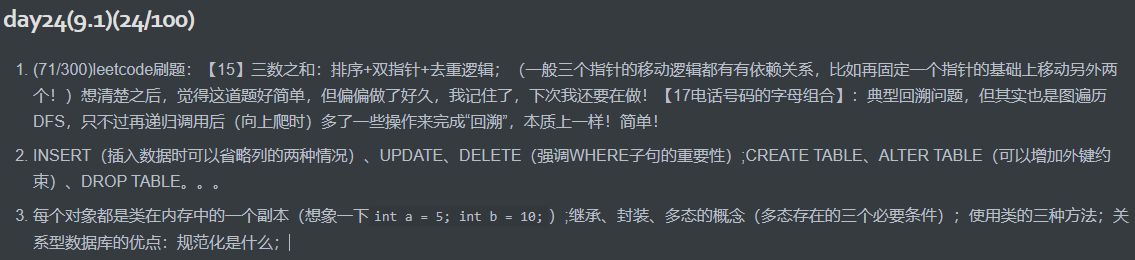 day24(9.1)(24/100)
1. (71/300)leetcode刷题：【15】三数之和：排序+双指针+去重逻辑；（一般三个指针的移动逻辑都有有依赖关系，比如再固定一个指针的基础上移动另外两
个！）想清楚之后，觉得这道题好简单，但偏偏做了好久，我记住了，下次我还要在做！【17电话号码的字母组合】：典型回溯问题，但其实也是图遍历
DFS，只不过再递归调用后（向上爬时）多了一些操作来完成“回溯”，本质上一样！简单！
2. INSERT（插入数据时可以省略列的两种情况）、UPDATE、DELETE（强调WHERE子句的重要性）;CREATE TABLE、ALTER TABLE（可以增加外键约
束）、DROP TABLE。。。
3. 每个对象都是类在内存中的一个副本（想象一下 int a = 5; int b = 10; ）;继承、封装、多态的概念（多态存在的三个必要条件）；使用类的三种方法；关
系型数据库的优点：规范化是什么；